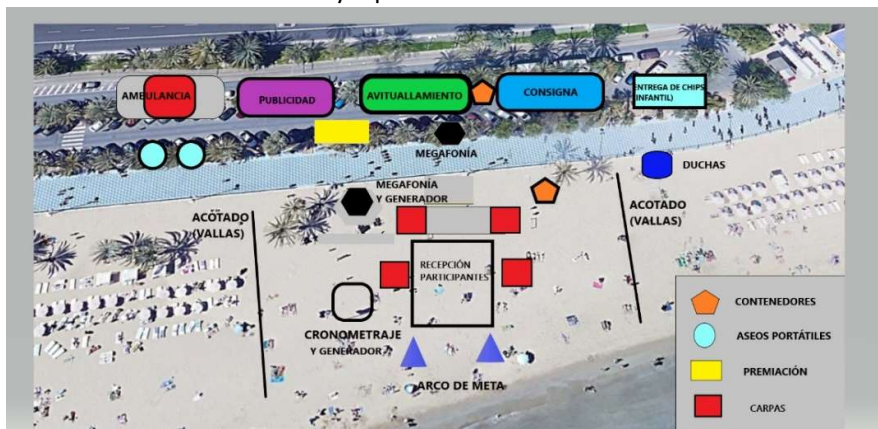 AMBULANCIA
PUBLICIDAD
AVITUALLAMIENTO
CONSIGNA
ENTREGA DE CHIPS
INFANTIL)
MEGAFONÍA
DUCHAS
MEGAFONÍA
Y GENERADOR
ACOTADO
(VALLAS)
ACOTADO
(VALLAS)
RECEPCIÓN
PARTICIPANTES
CRONOMETRAJE
Y GENERADOR
ARCO DE META
CONTENEDORES
ASEOS PORTÁTILES
PREMIACIÓN
CARPAS